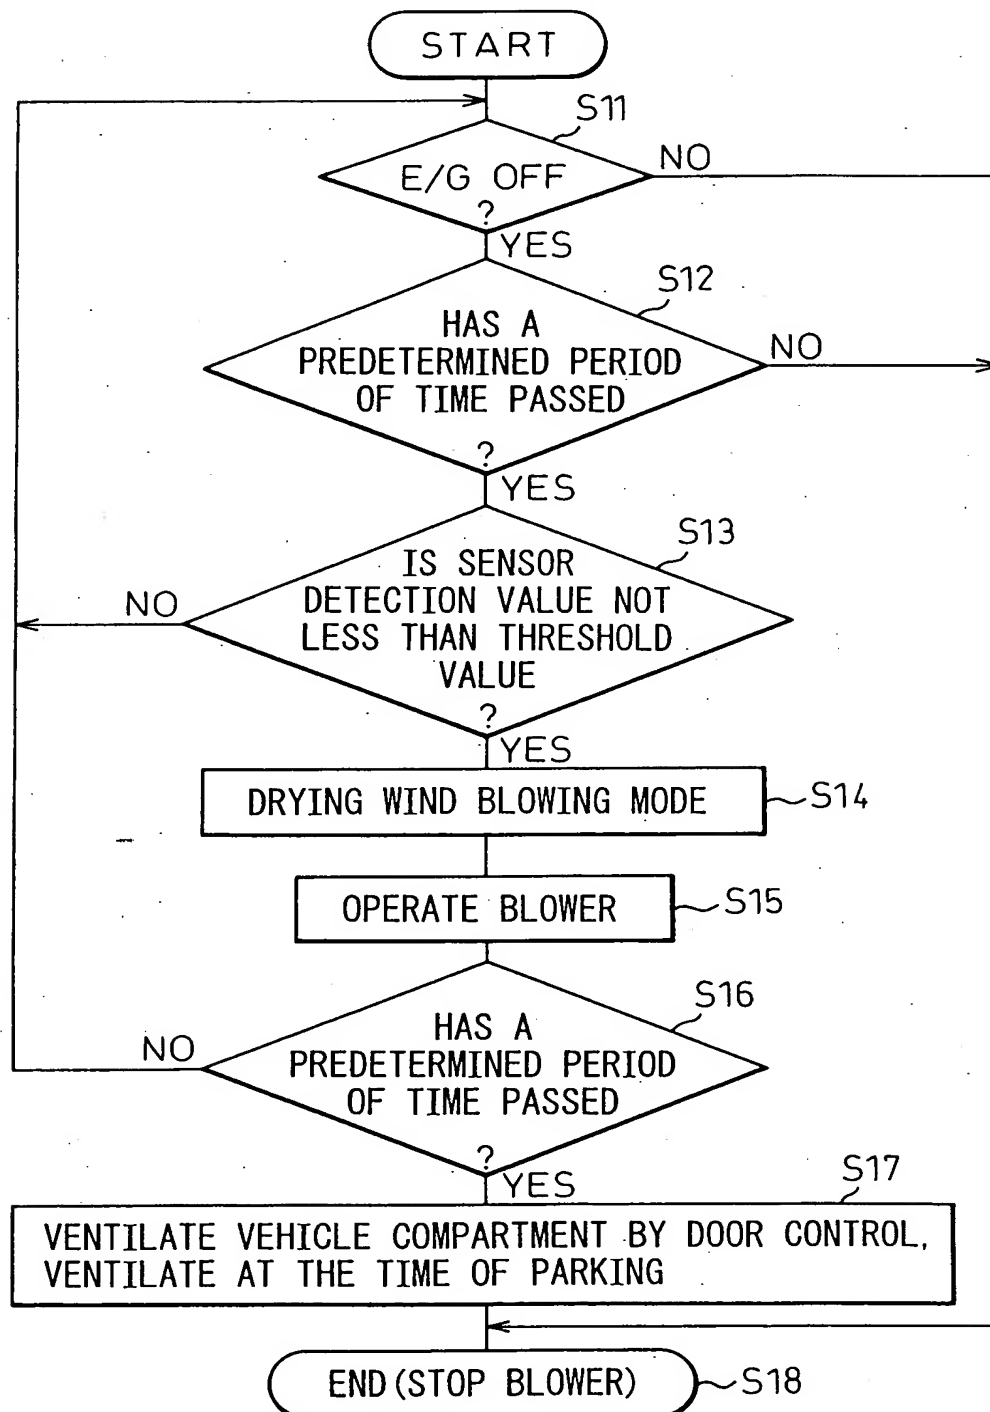 START
S11
E/G OFF
?
NO
YES
S12
HAS A
PREDETERMINED PERIOD
OF TIME PASSED
?
NO
YES
S13
IS SENSOR
DETECTION VALUE NOT
LESS THAN THRESHOLD
VALUE
?
NO
YES
DRYING WIND BLOWING MODE
S14
OPERATE BLOWER
S15
S16
HAS A
PREDETERMINED PERIOD
OF TIME PASSED
?
NO
YES
S17
VENTILATE VEHICLE COMPARTMENT BY DOOR CONTROL,
VENTILATE AT THE TIME OF PARKING
END(STOP BLOWER)
S18